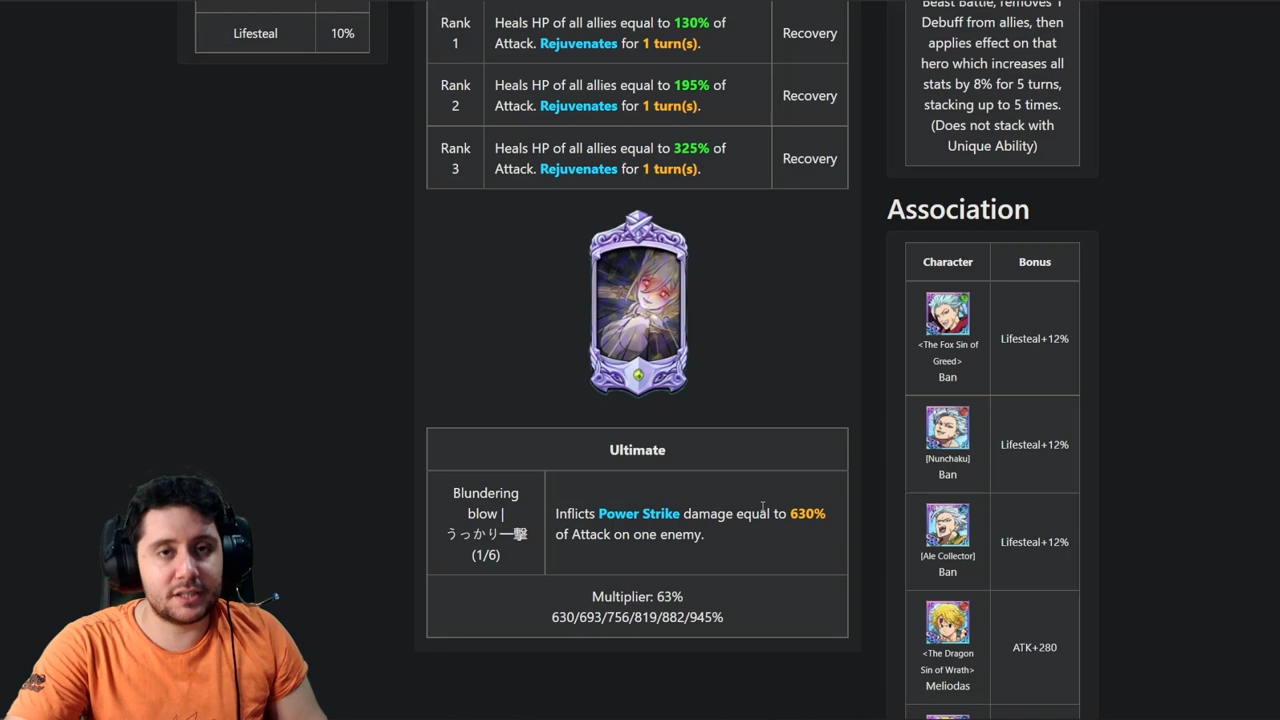 Lifesteal
10%
Rank
1
Heals HP of all allies equal to 130% of
Attack. Rejuvenates for 1 turn(s).
Recovery
Rank
2
Heals HP of all allies equal to 195% of
Attack. Rejuvenates for 1 turn(s).
Recovery
Rank
3
Heals HP of all allies equal to 325% of
Attack. Rejuvenates for 1 turn(s).
Recovery
Ultimate
Blundering
blow |
うっかり一撃
(1/6)
Inflicts Power Strike damage equal to 630%
of Attack on one enemy.
Multiplier: 63%
630/693/756/819/882/945%
Beast Battle, removes 1
Debuff from allies, then
applies effect on that
hero which increases all
stats by 8% for 5 turns,
stacking up to 5 times.
(Does not stack with
Unique Ability)
Association
Character
Bonus
<The Fox Sin of
Greed>
Ban
Lifesteal+12%
[Nunchaku]
Ban
Lifesteal+12%
[Ale Collector]
Ban
Lifesteal+12%
<The Dragon
Sin of Wrath>
Meliodas
ATK+280